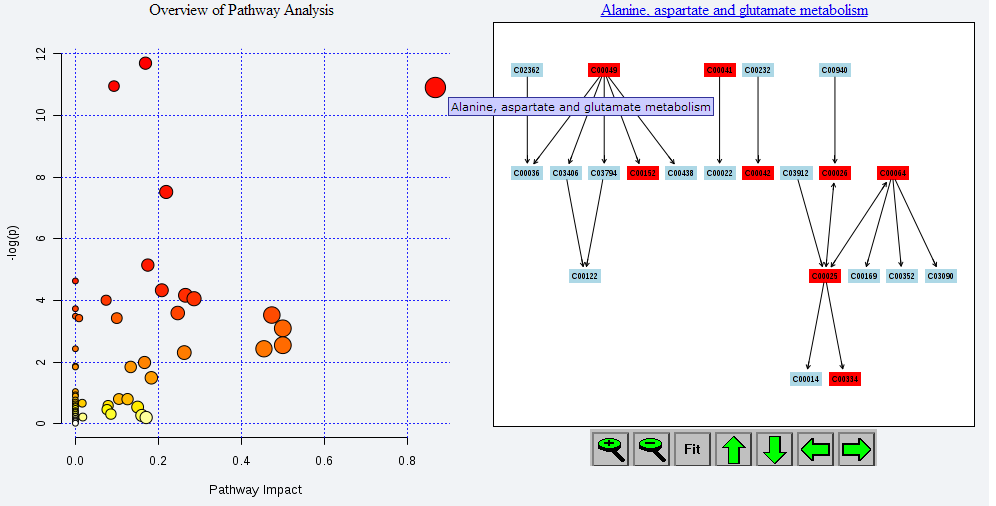 Overview of Pathway Analysis
Alanine, aspartate and glutamate metabolism
12
10
8
6
4
2
0
-log(p)
0.0 0.2 0.4 0.6 0.8
Pathway Impact
Alanine, aspartate and glutamate metabolism
C02362 C00049 C00041 C00232 C00940
C00036 C03406 C03794 C00152 C00438 C00022 C00042 C03912 C00026 C00064
C00122 C00025 C00169 C00352 C03090
C00014 C00334
Fit